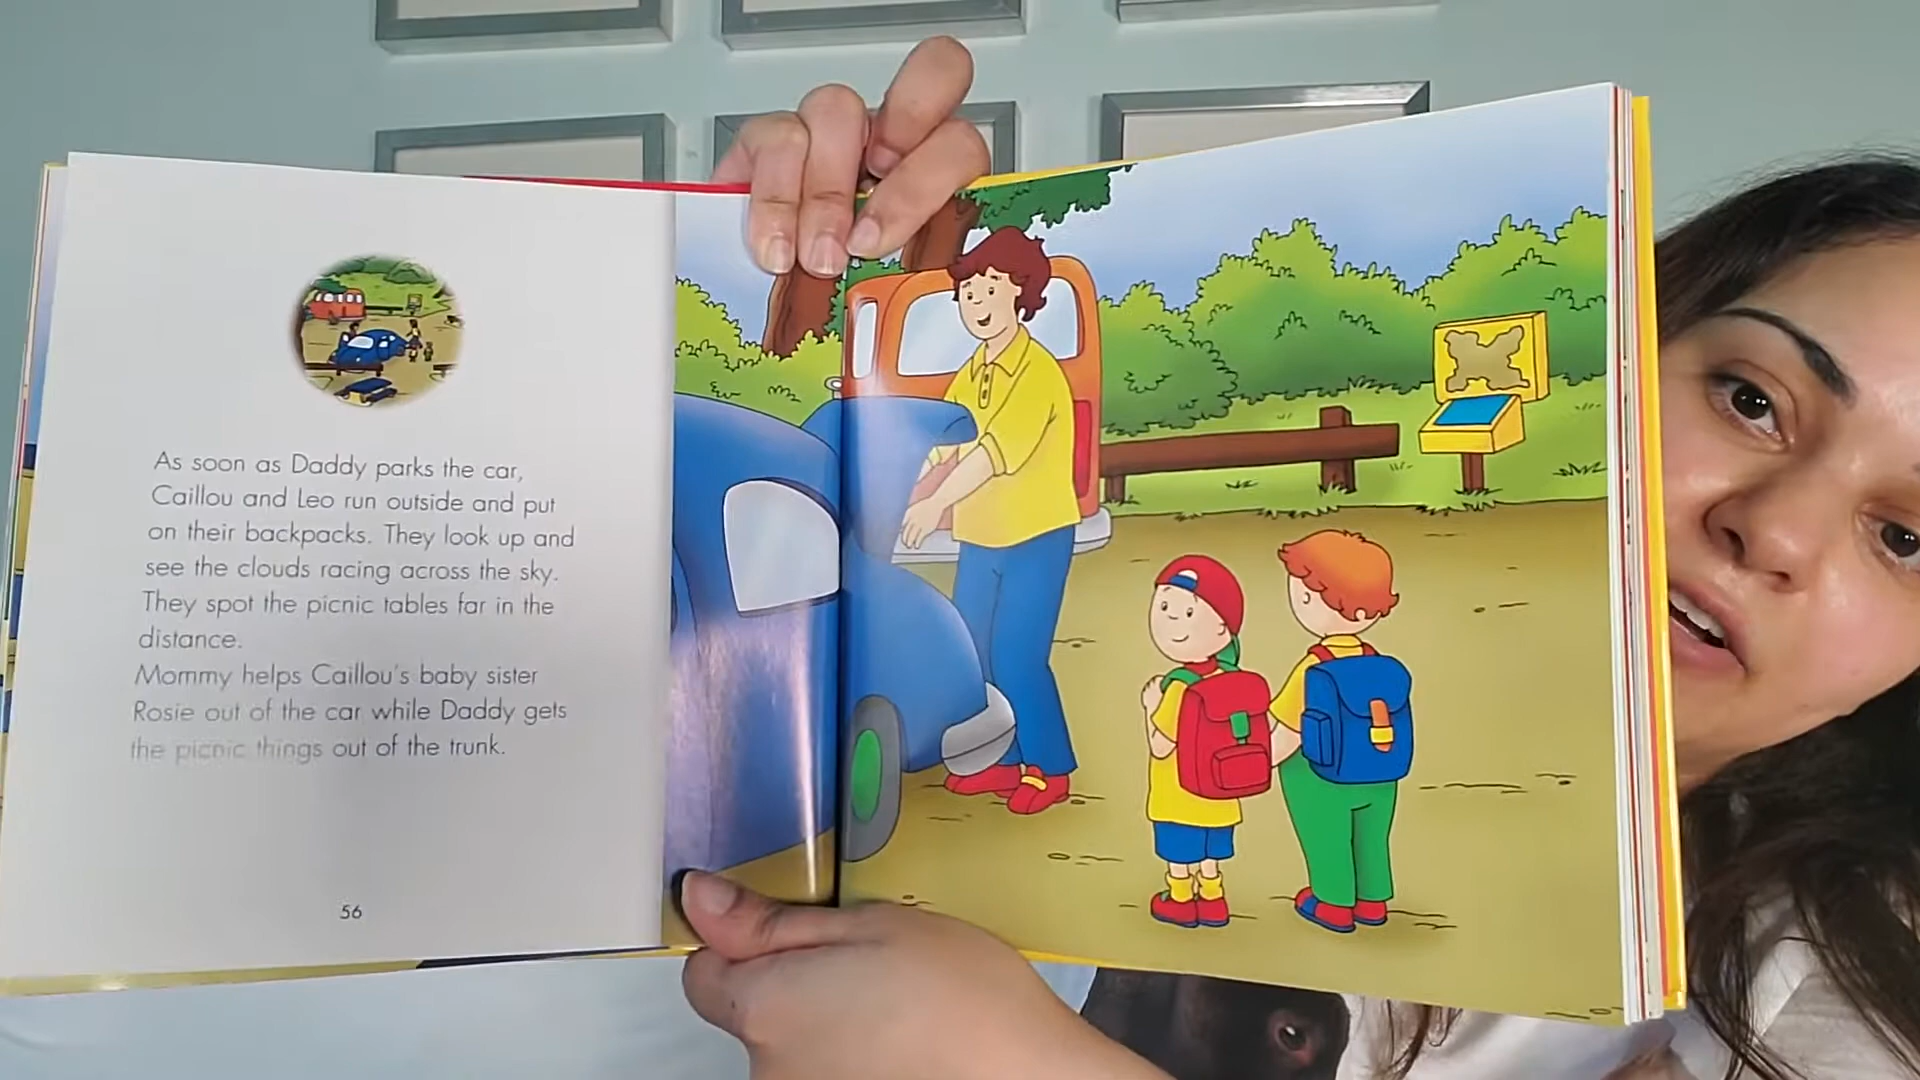 As soon as Daddy parks the car,
Caillou and Leo run outside and put
on their backpacks. They look up and
see the clouds racing across the sky.
They spot the picnic tables far in the
distance.
Mommy helps Caillou's baby sister
Rosie out of the car while Daddy gets
the picnic things out of the trunk.
56